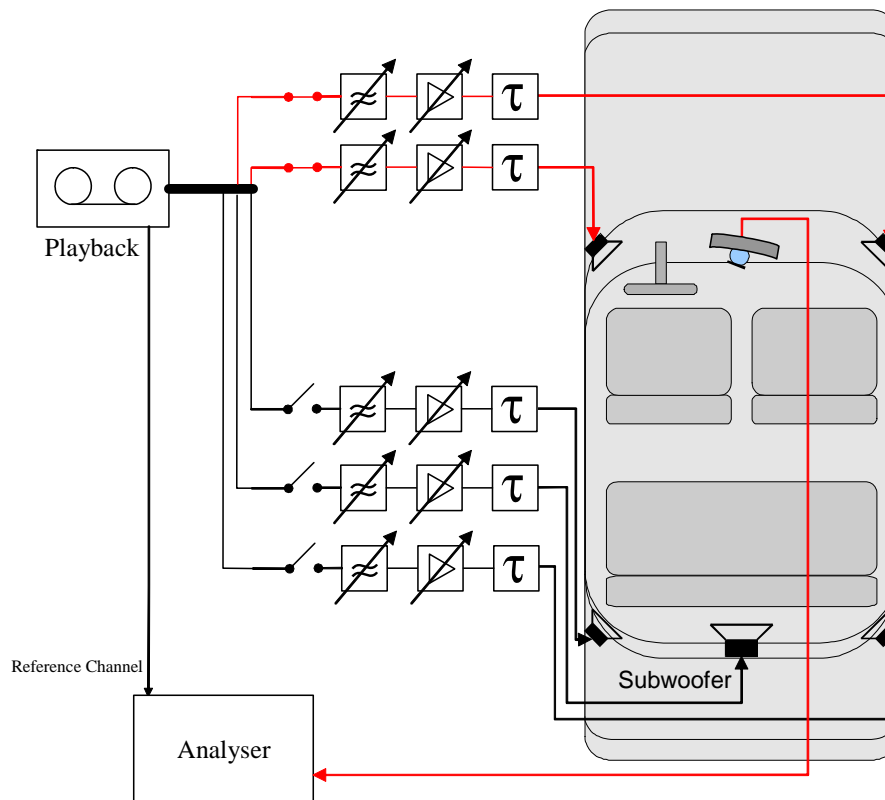 τ
τ
Playback
τ
τ
τ
Reference Channel
Subwoofer
Analyser